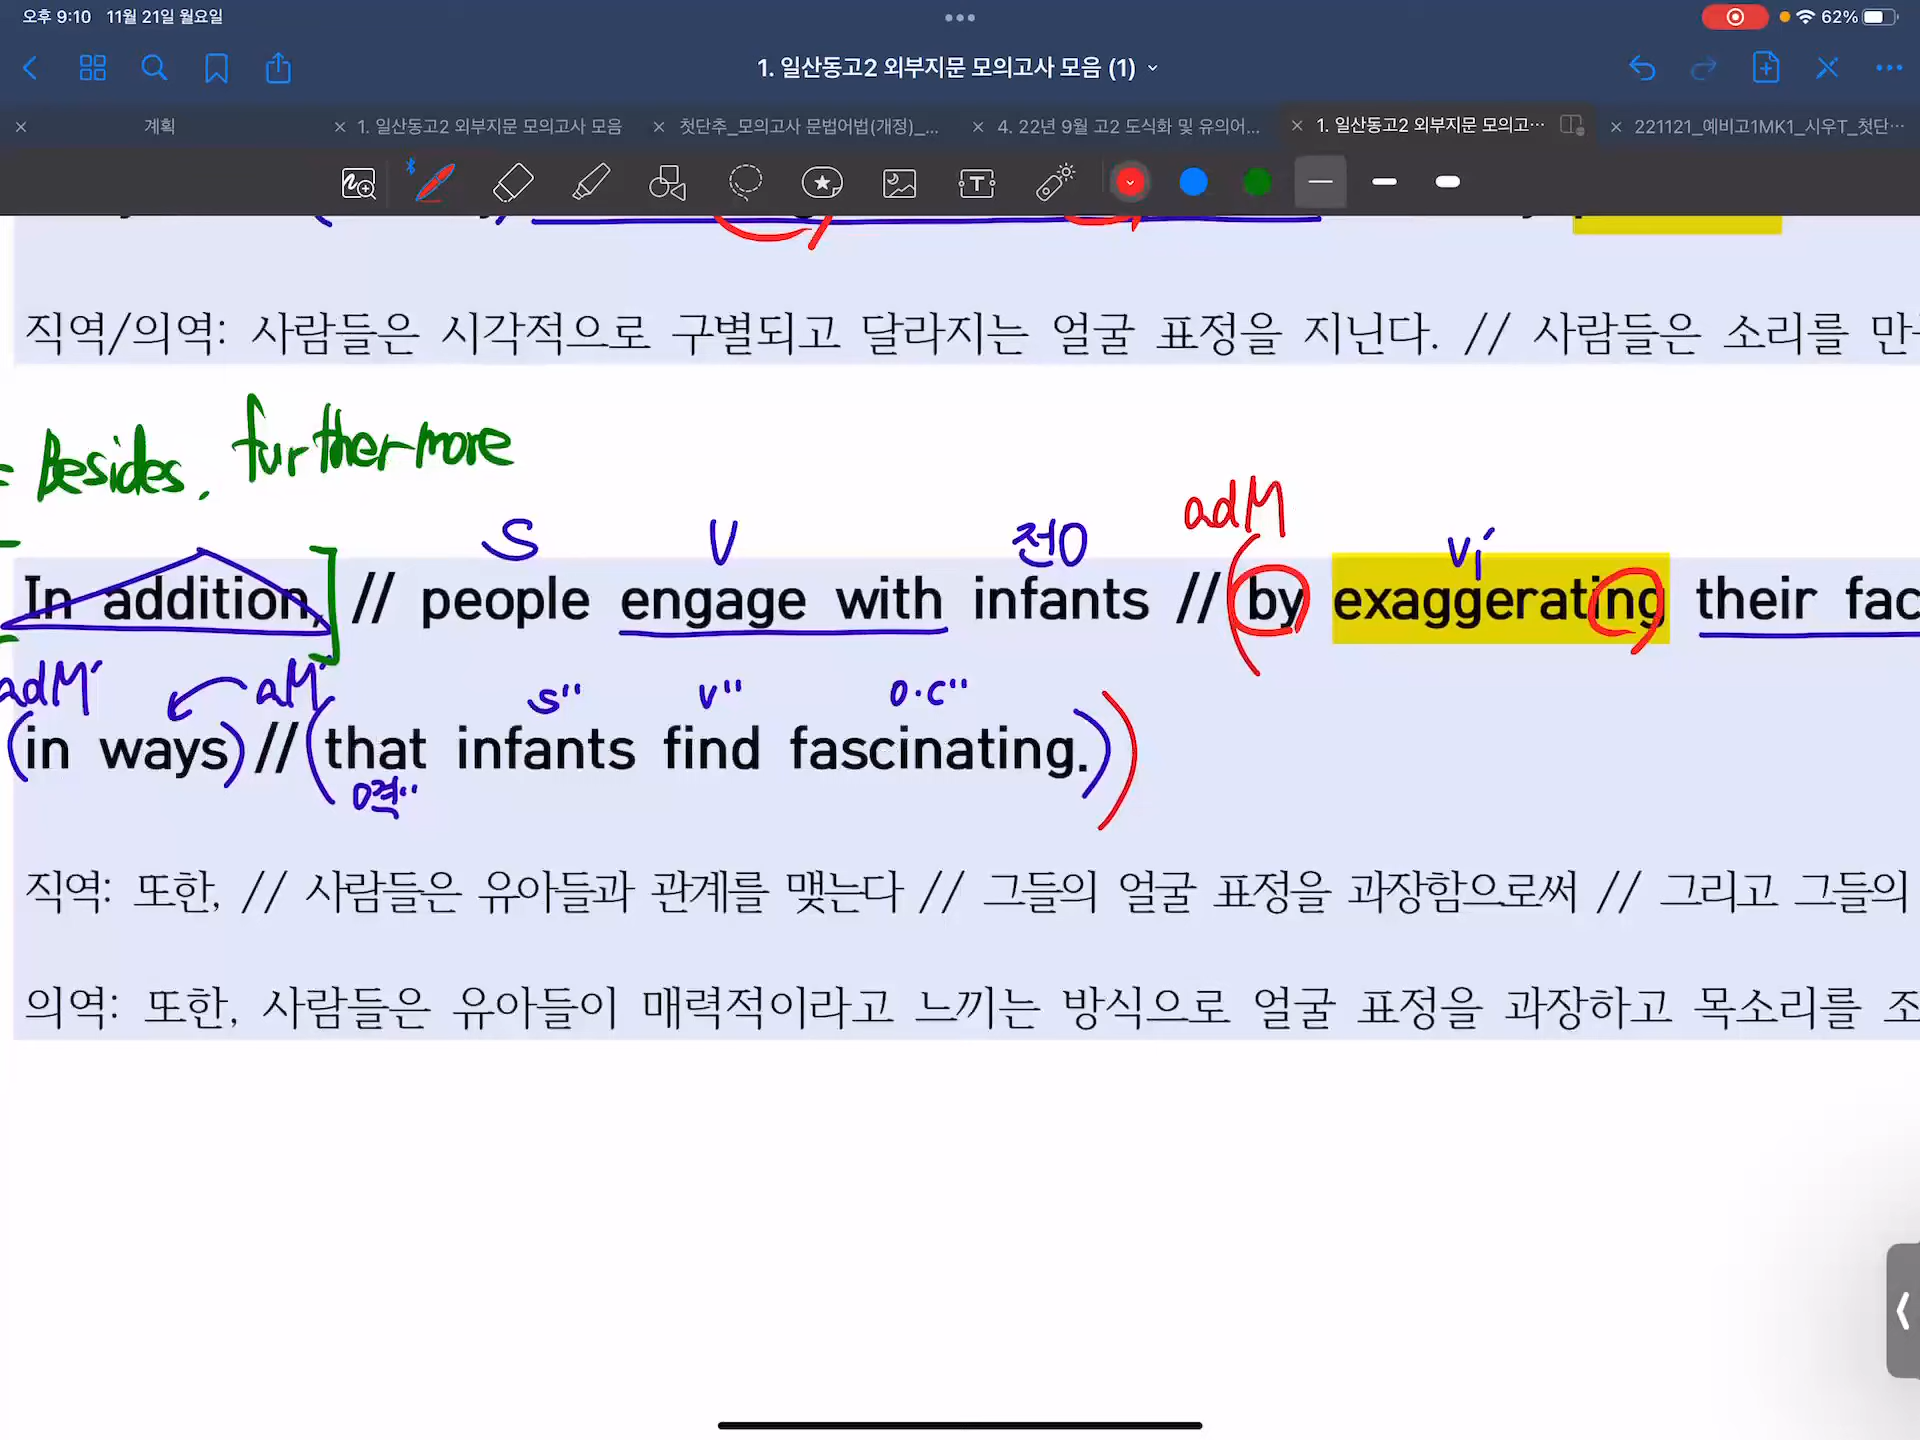 오후 9:10 11월 21일 월요일
62%
1. 일산동고2 외부지문 모의고사 모음 (1)
계획
1. 일산동고2 외부지문 모의고사 모음
첫단추_모의고사 문법어법(개정)_...
4. 22년 9월 고2 도식화 및 유의어...
1. 일산동고2 외부지문 모의고...
221121_예비고1MK1_시우T_첫단...
직역/의역: 사람들은 시각적으로 구별되고 달라지는 얼굴 표정을 지닌다. // 사람들은 소리를 만
= Besides, furthermore
adM
S V 전O v'
In addition, // people engage with infants // by exaggerating their fac
adM' aM' s'' v'' o.c''
in ways // (that infants find fascinating.)
O격''
직역: 또한, // 사람들은 유아들과 관계를 맺는다 // 그들의 얼굴 표정을 과장함으로써 // 그리고 그들의
의역: 또한, 사람들은 유아들이 매력적이라고 느끼는 방식으로 얼굴 표정을 과장하고 목소리를 조